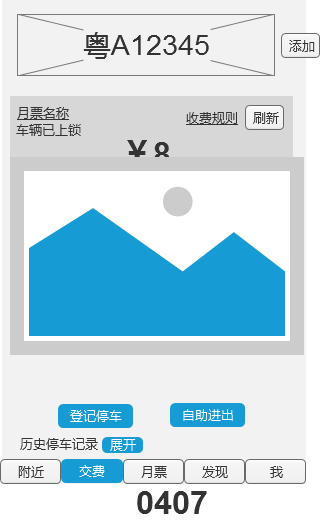 粤A12345
添加
月票名称
收费规则
刷新
车辆已上锁
￥8
登记停车
自助进出
历史停车记录 展开
附近 交费 月票 发现 我
0407